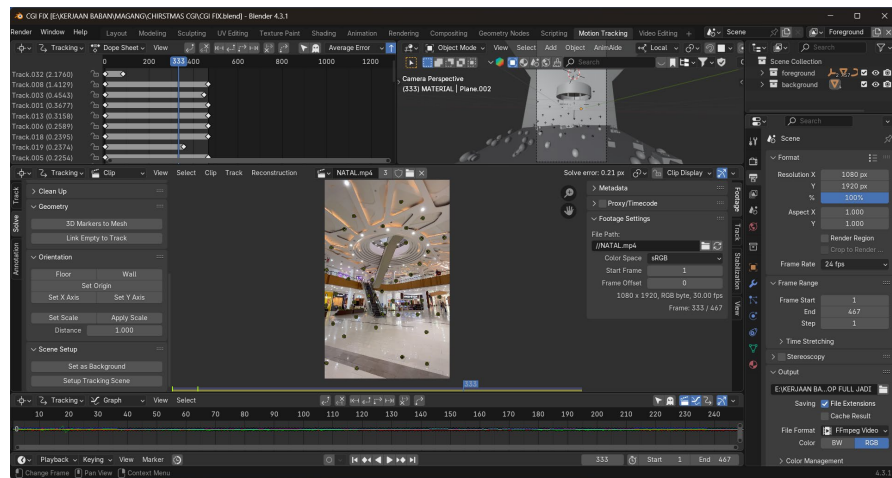 CGI FIX [E:\KERJAAN BABAN\MAGANG\CHIRSTMAS CGI\CGI FIX.blend] - Blender 4.3.1
Render Window Help Layout Modeling Sculpting UV Editing Texture Paint Shading Animation Rendering Compositing Geometry Nodes Scripting Motion Tracking Video Editing + Scene Foreground
Tracking Dope Sheet View Average Error
Object Mode View Select Add Object AnimAide Local
Search
0 200 333 400 600 800 1000 1200
Track.032 (2.1760)
Track.008 (1.4129)
Track.003 (0.4543)
Track.001 (0.3677)
Track.013 (0.3158)
Track.006 (0.2589)
Track.018 (0.2395)
Track.019 (0.2374)
Track.005 (0.2254)
Search
Camera Perspective
(333) MATERIAL | Plane.002
Scene Collection
foreground
background
Search
Scene
Tracking Clip View Select Clip Track Reconstruction NATAL.mp4 3 Solve error: 0.21 px Clip Display
Track
Solve
Annotation
Clean Up
Geometry
3D Markers to Mesh
Link Empty to Track
Orientation
Floor Wall
Set Origin
Set X Axis Set Y Axis
Set Scale Apply Scale
Distance 1.000
Scene Setup
Set as Background
Setup Tracking Scene
333
Metadata
Proxy/Timecode
Footage Settings
File Path:
//NATAL.mp4
Color Space sRGB
Start Frame 1
Frame Offset 0
1080 x 1920, RGB byte, 30.00 fps
Frame: 333 / 467
Footage
Track
Stabilization
View
Format
Resolution X 1080 px
Y 1920 px
% 100%
Aspect X 1.000
Y 1.000
Render Region
Crop to Render ...
Frame Rate 24 fps
Frame Range
Frame Start 1
End 467
Step 1
Time Stretching
Stereoscopy
Output
E:\KERJAAN BA...OP FULL JADI
Saving File Extensions
Cache Result
File Format FFmpeg Video
Color BW RGB
Color Management
Tracking Graph View Select
10 20 30 40 50 60 70 80 90 100 110 120 130 140 150 160 170 180 190 200 210 220 230 240
0
Playback Keying View Marker 333 Start 1 End 467
Change Frame Pan View Context Menu 4.3.1